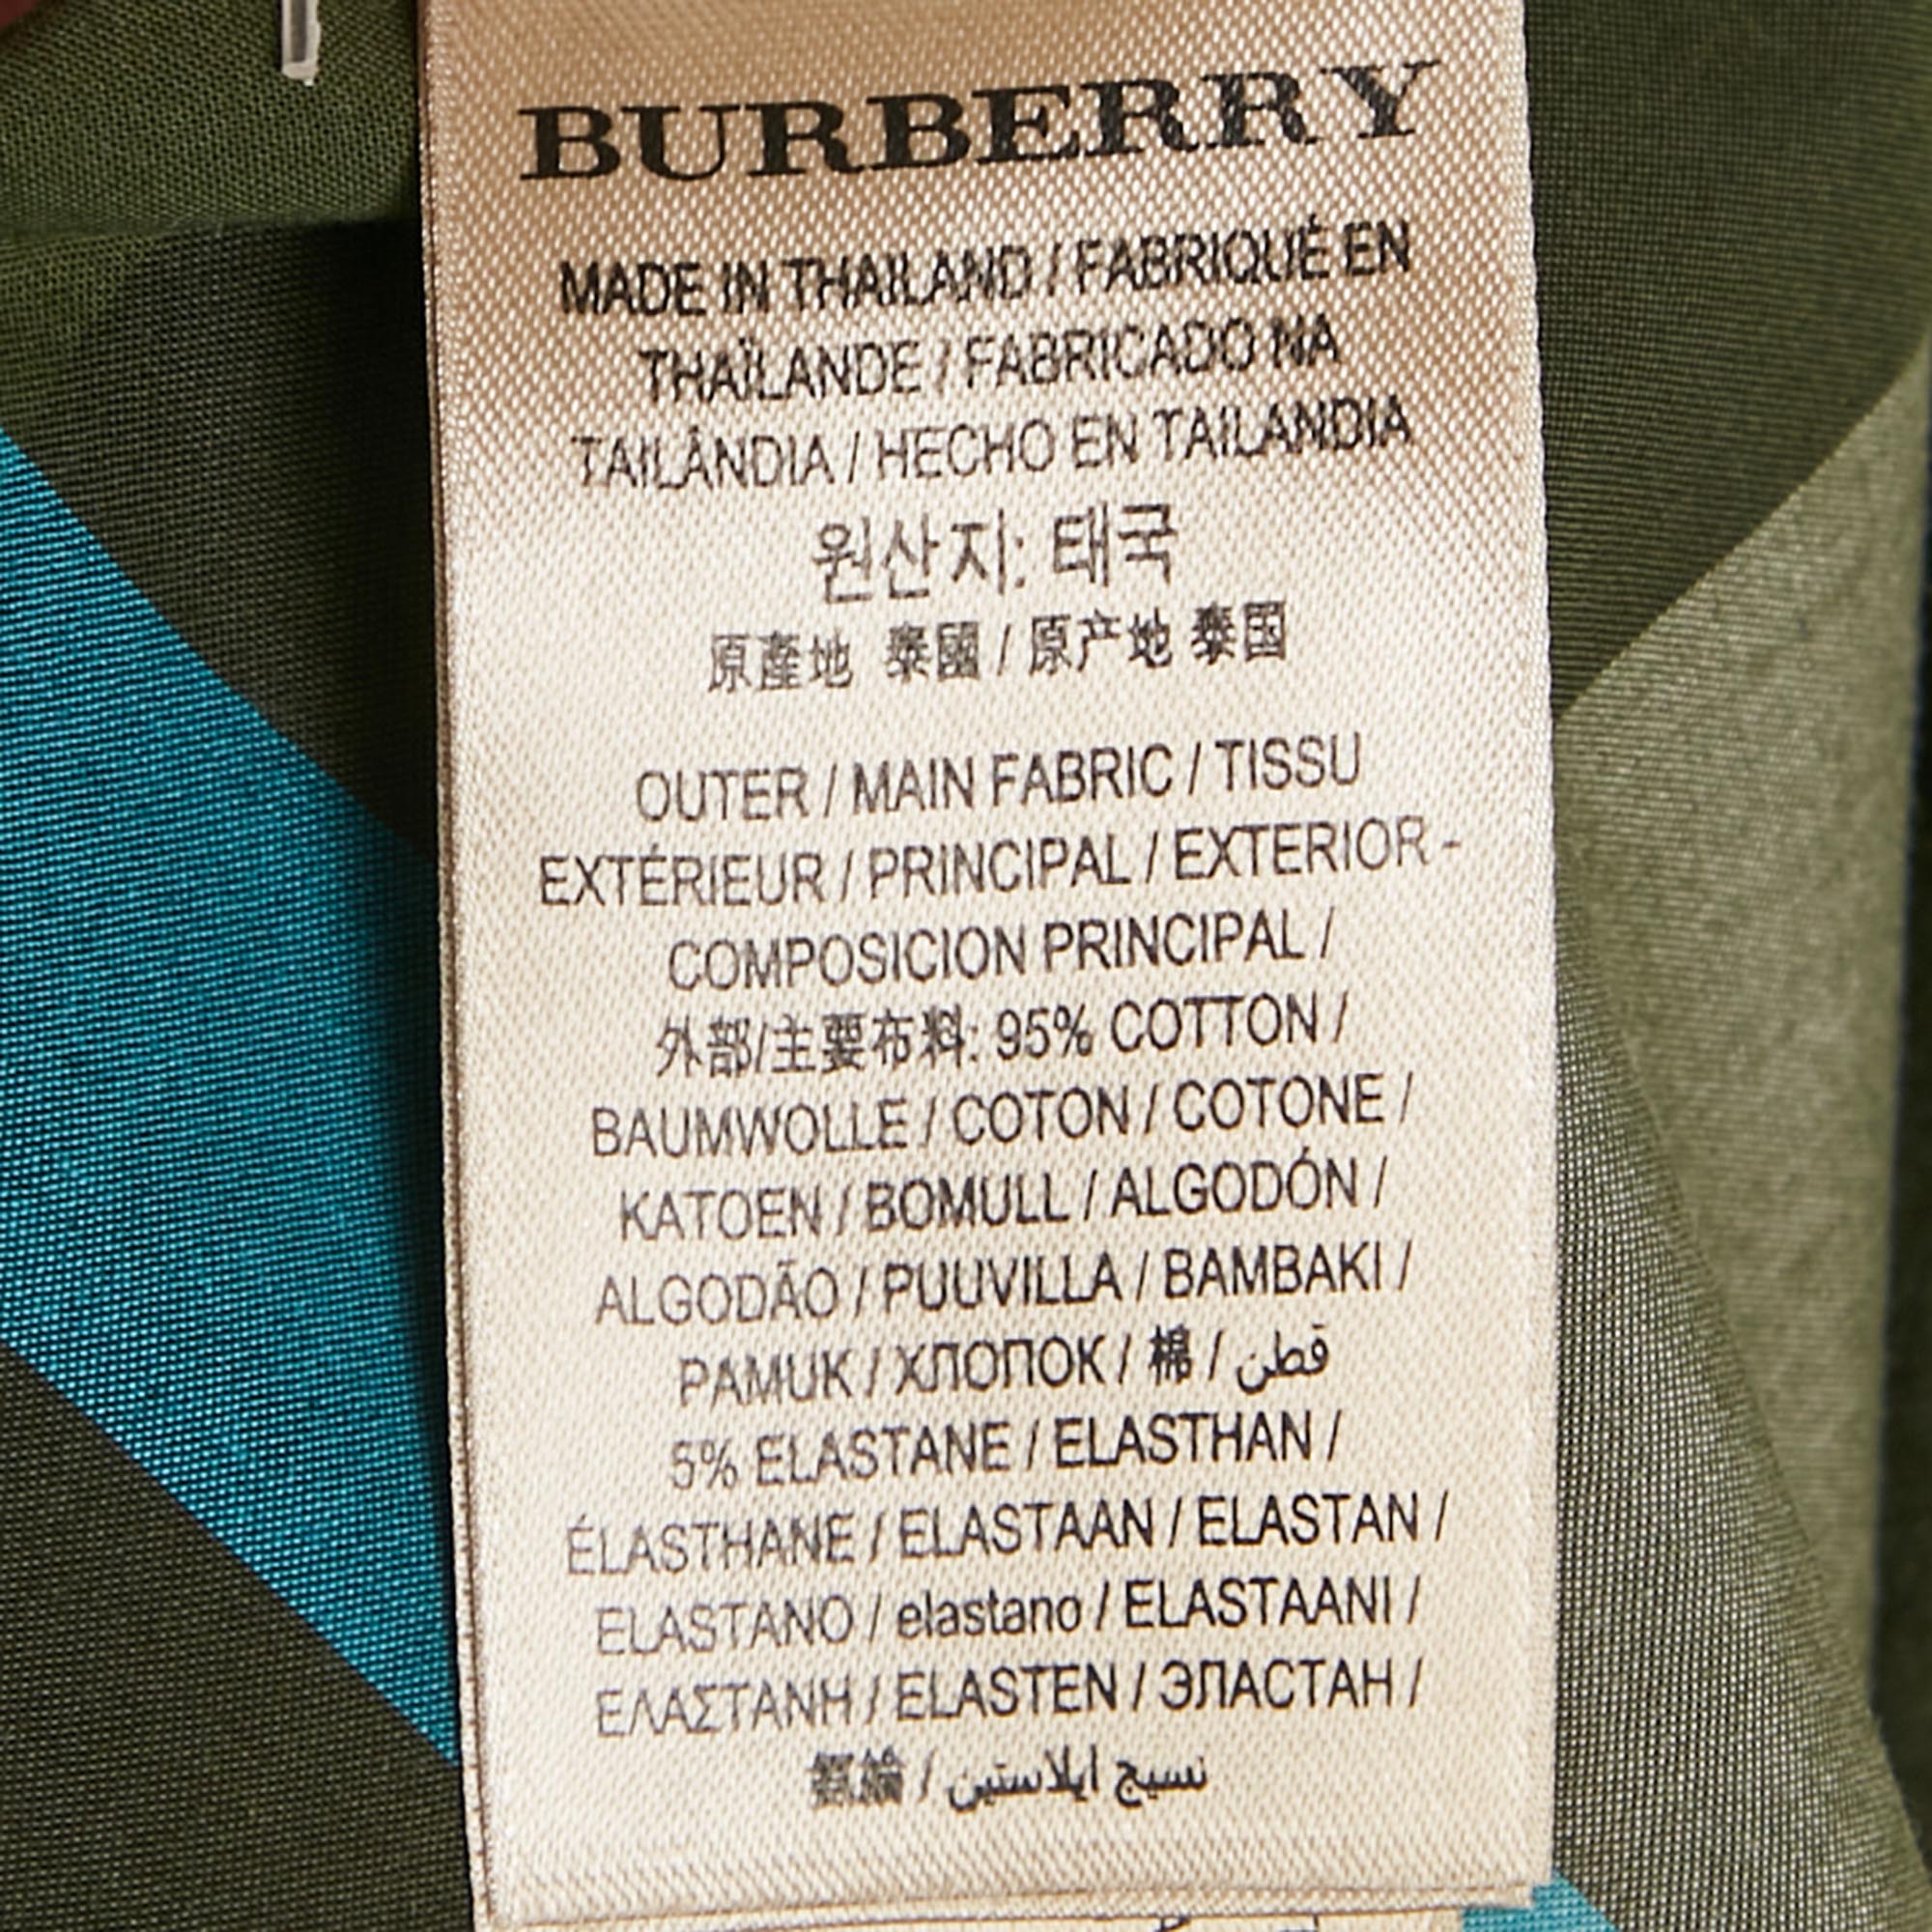 BURBERRY
MADE IN THAILAND / FABRIQUÉ EN
THAÏLANDE / FABRICADO NA
TAILÂNDIA / HECHO EN TAILANDIA
원산지: 태국
原產地 泰國 / 原产地 泰国
OUTER / MAIN FABRIC / TISSU
EXTÉRIEUR / PRINCIPAL / EXTERIOR -
COMPOSICION PRINCIPAL /
外部/主要布料: 95% COTTON /
BAUMWOLLE / COTON / COTONE /
KATOEN / BOMULL / ALGODÓN /
ALGODÃO / PUUVILLA / BAMBAKI /
PAMUK / ХЛОПОК / 棉 / قطن
5% ELASTANE / ELASTHAN /
ÉLASTHANE / ELASTAAN / ELASTAN /
ELASTANO / elastano / ELASTAANI /
ΕΛΑΣΤΑΝΗ / ELASTEN / ЭЛАСТАН /
/ نسيج ايلاستين